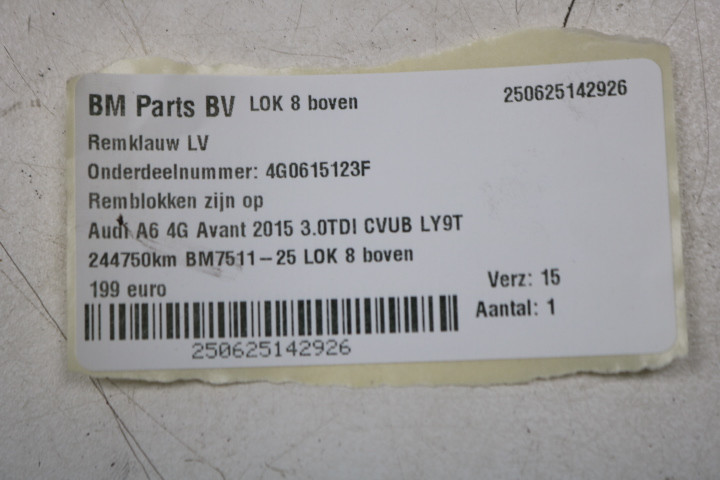 BM Parts BV LOK 8 boven 250625142926
Remklauw LV
Onderdeelnummer: 4G0615123F
Remblokken zijn op
Audi A6 4G Avant 2015 3.0TDI CVUB LY9T
244750km BM7511-25 LOK 8 boven
199 euro Verz: 15
Aantal: 1
250625142926